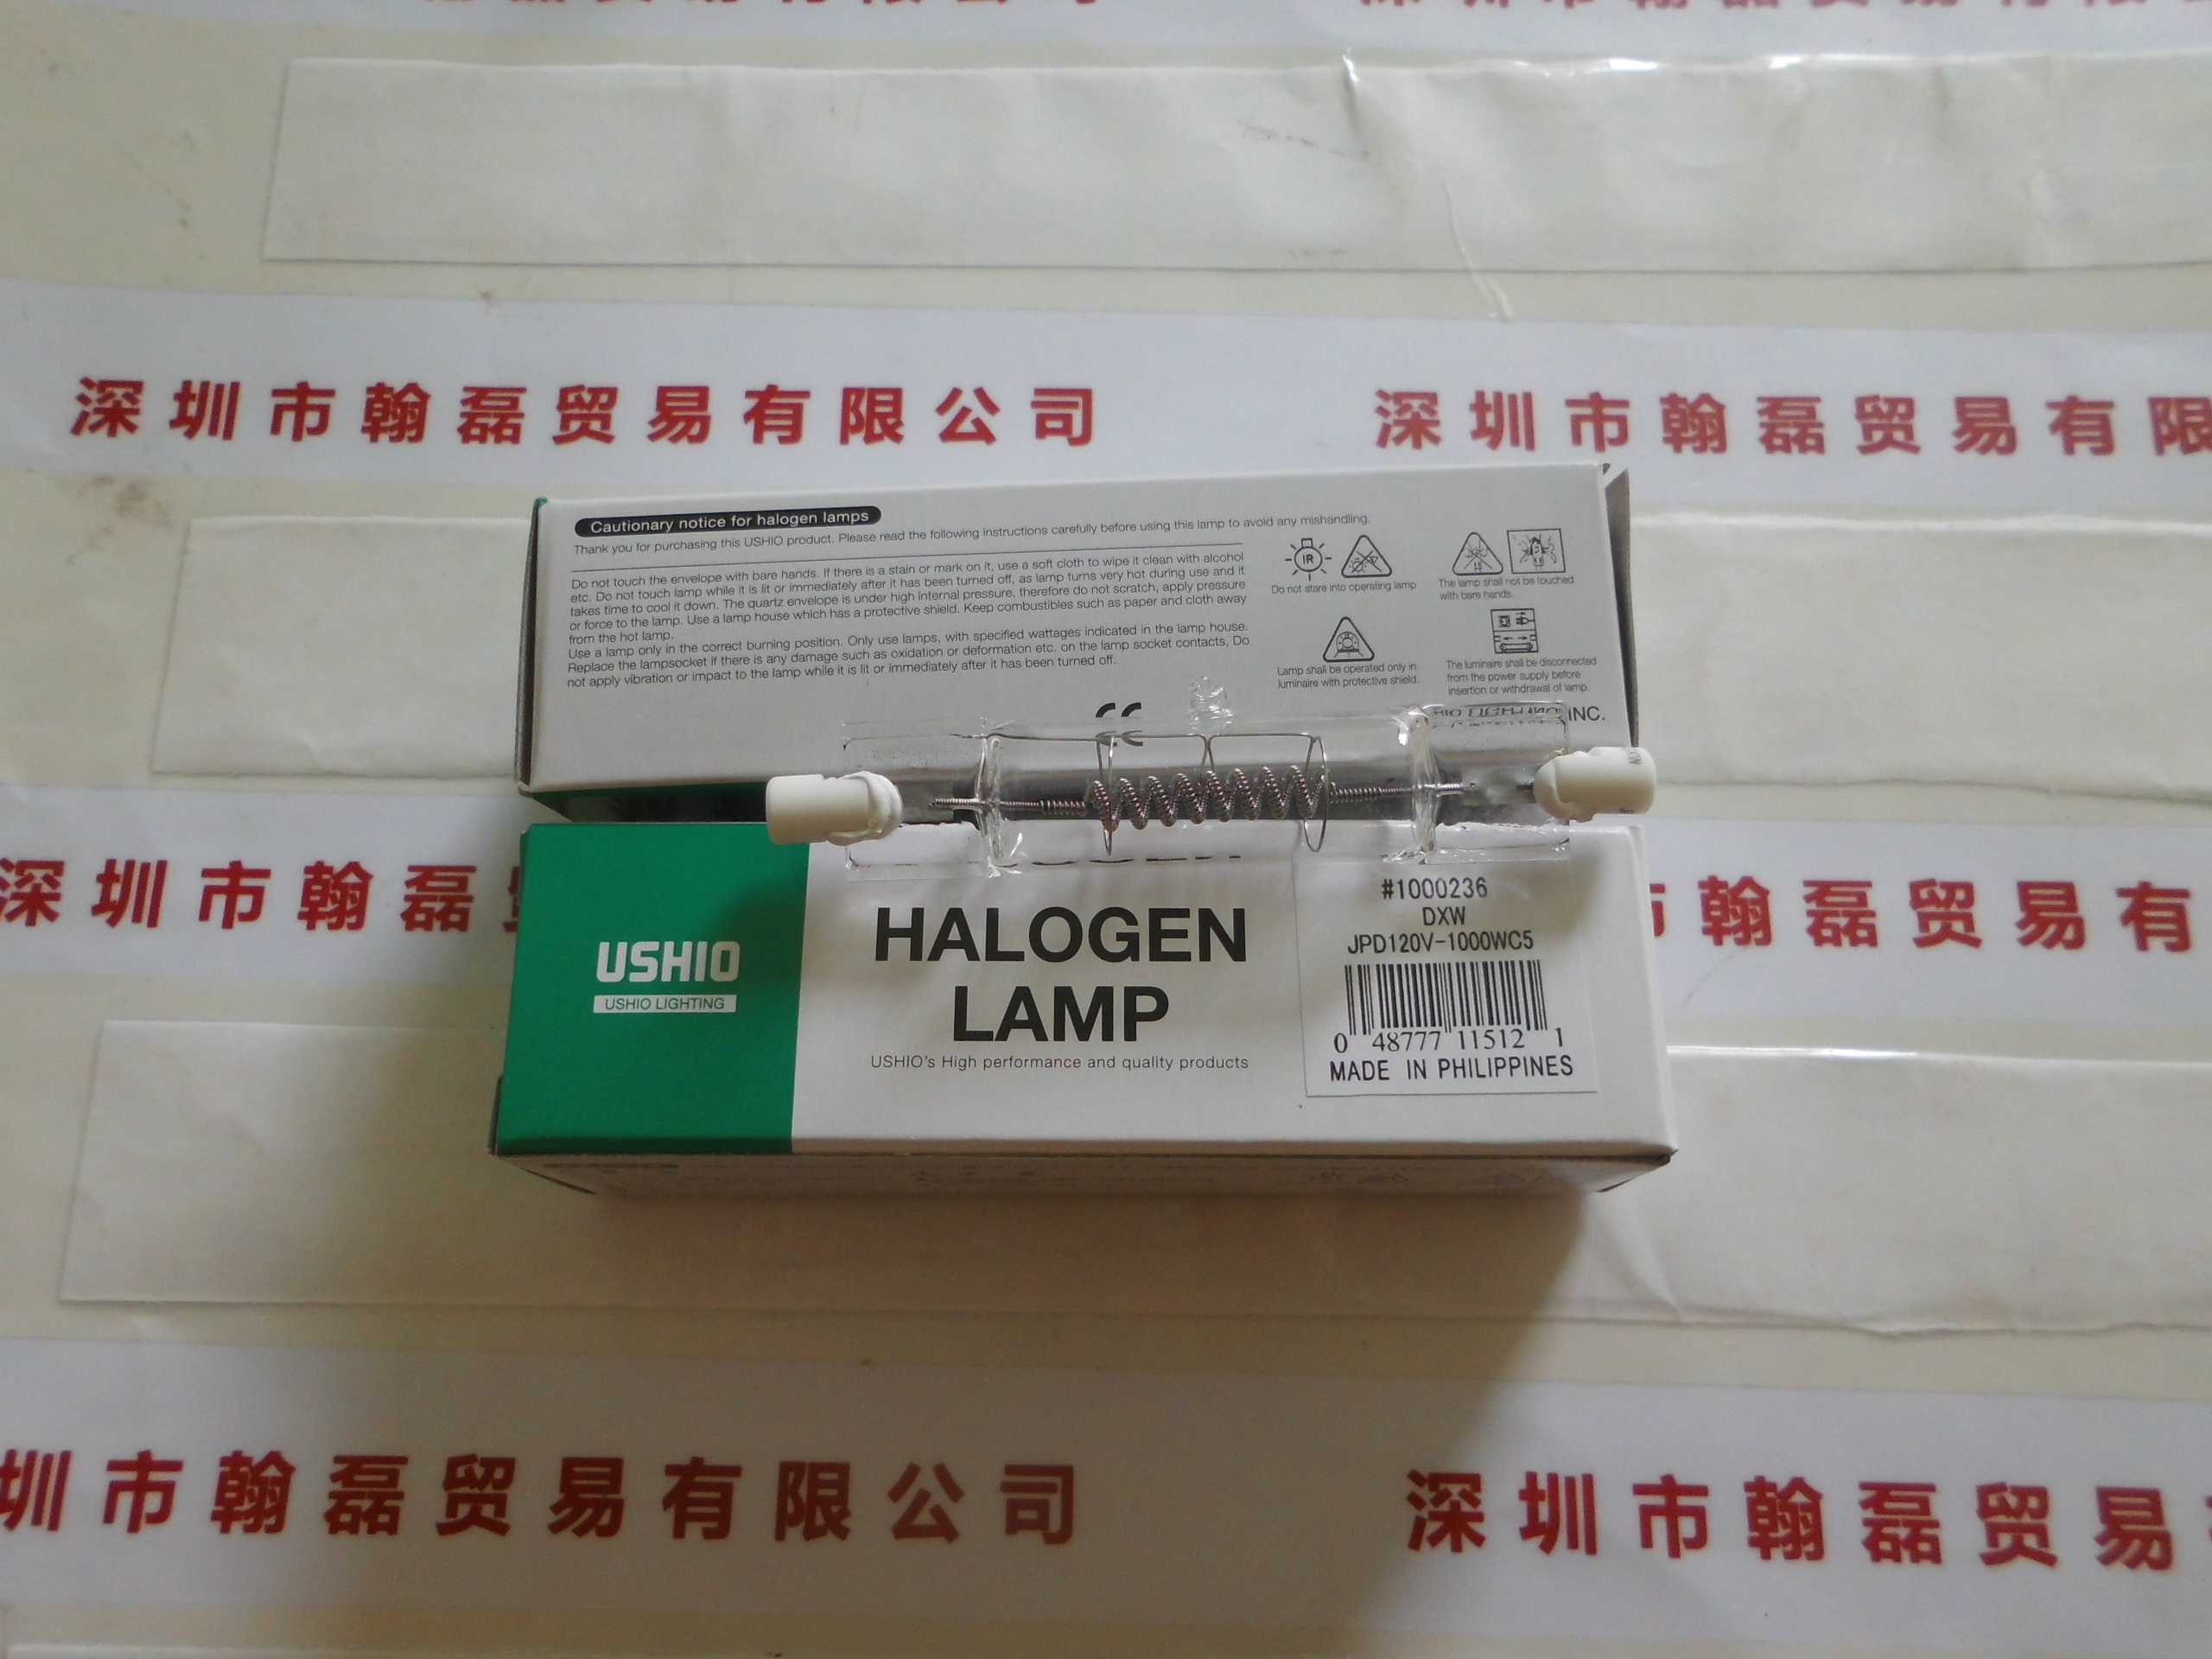 深圳市翰磊贸易有限公司 深圳市翰磊贸易有限
Cautionary notice for halogen lamps
Thank you for purchasing this USHIO product. Please read the following instructions carefully before using this lamp to avoid any mishandling.
Do not touch the envelope with bare hands. If there is a stain or mark on it, use a soft cloth to wipe it clean with alcohol
etc. Do not touch lamp while it is lit or immediately after it has been turned off, as lamp turns very hot during use and it
takes time to cool it down. The quartz envelope is under high internal pressure, therefore do not scratch, apply pressure
or force to the lamp. Use a lamp house which has a protective shield. Keep combustibles such as paper and cloth away
from the hot lamp.
Use a lamp only in the correct burning position. Only use lamps, with specified wattages indicated in the lamp house.
Replace the lampsocket if there is any damage such as oxidation or deformation etc. on the lamp socket contacts, Do
not apply vibration or impact to the lamp while it is lit or immediately after it has been turned off.
IR
Do not stare into operating lamp
The lamp shall not be touched
with bare hands.
Lamp shall be operated only in
luminaire with protective shield.
The luminaire shall be disconnected
from the power supply before
insertion or withdrawal of lamp.
CE
INC.
深圳市翰磊 市翰磊贸易有
USHIO
USHIO LIGHTING
HALOGEN
LAMP
USHIO's High performance and quality products
#1000236
DXW
JPD120V-1000WC5
0 48777 11512 1
MADE IN PHILIPPINES
圳市翰磊贸易有限公司 深圳市翰磊贸易